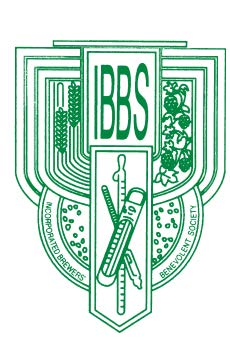 IBBS
INCORPORATED BREWERS'
BENEVOLENT SOCIETY